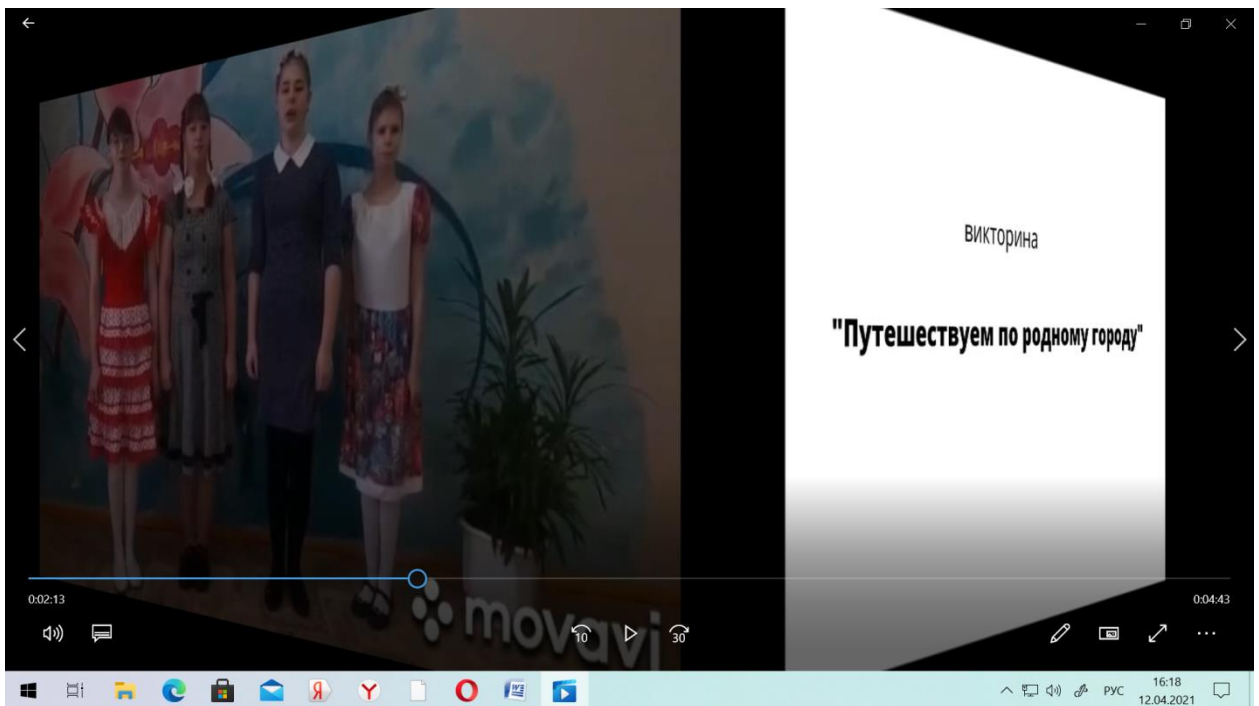 викторина
"Путешествуем по родному городу"
0:02:13
0:04:43
movavi
10
30
РУС
16:18
12.04.2021